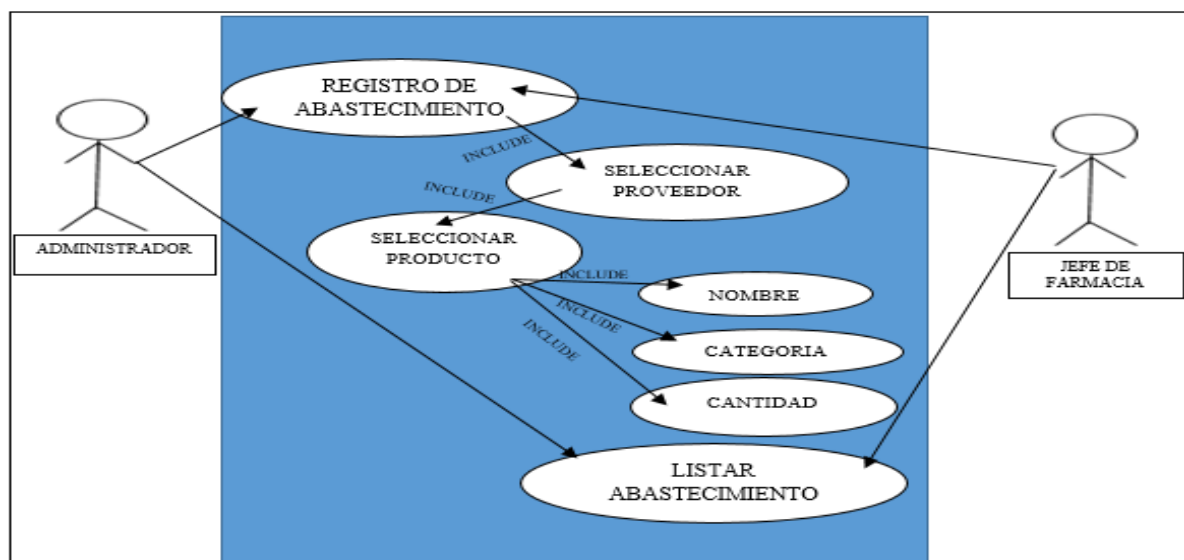 REGISTRO DE
ABASTECIMIENTO
INCLUDE
SELECCIONAR
PROVEEDOR
INCLUDE
SELECCIONAR
PRODUCTO
ADMINISTRADOR
JEFE DE
FARMACIA
INCLUDE
NOMBRE
INCLUDE
CATEGORIA
INCLUDE
CANTIDAD
LISTAR
ABASTECIMIENTO